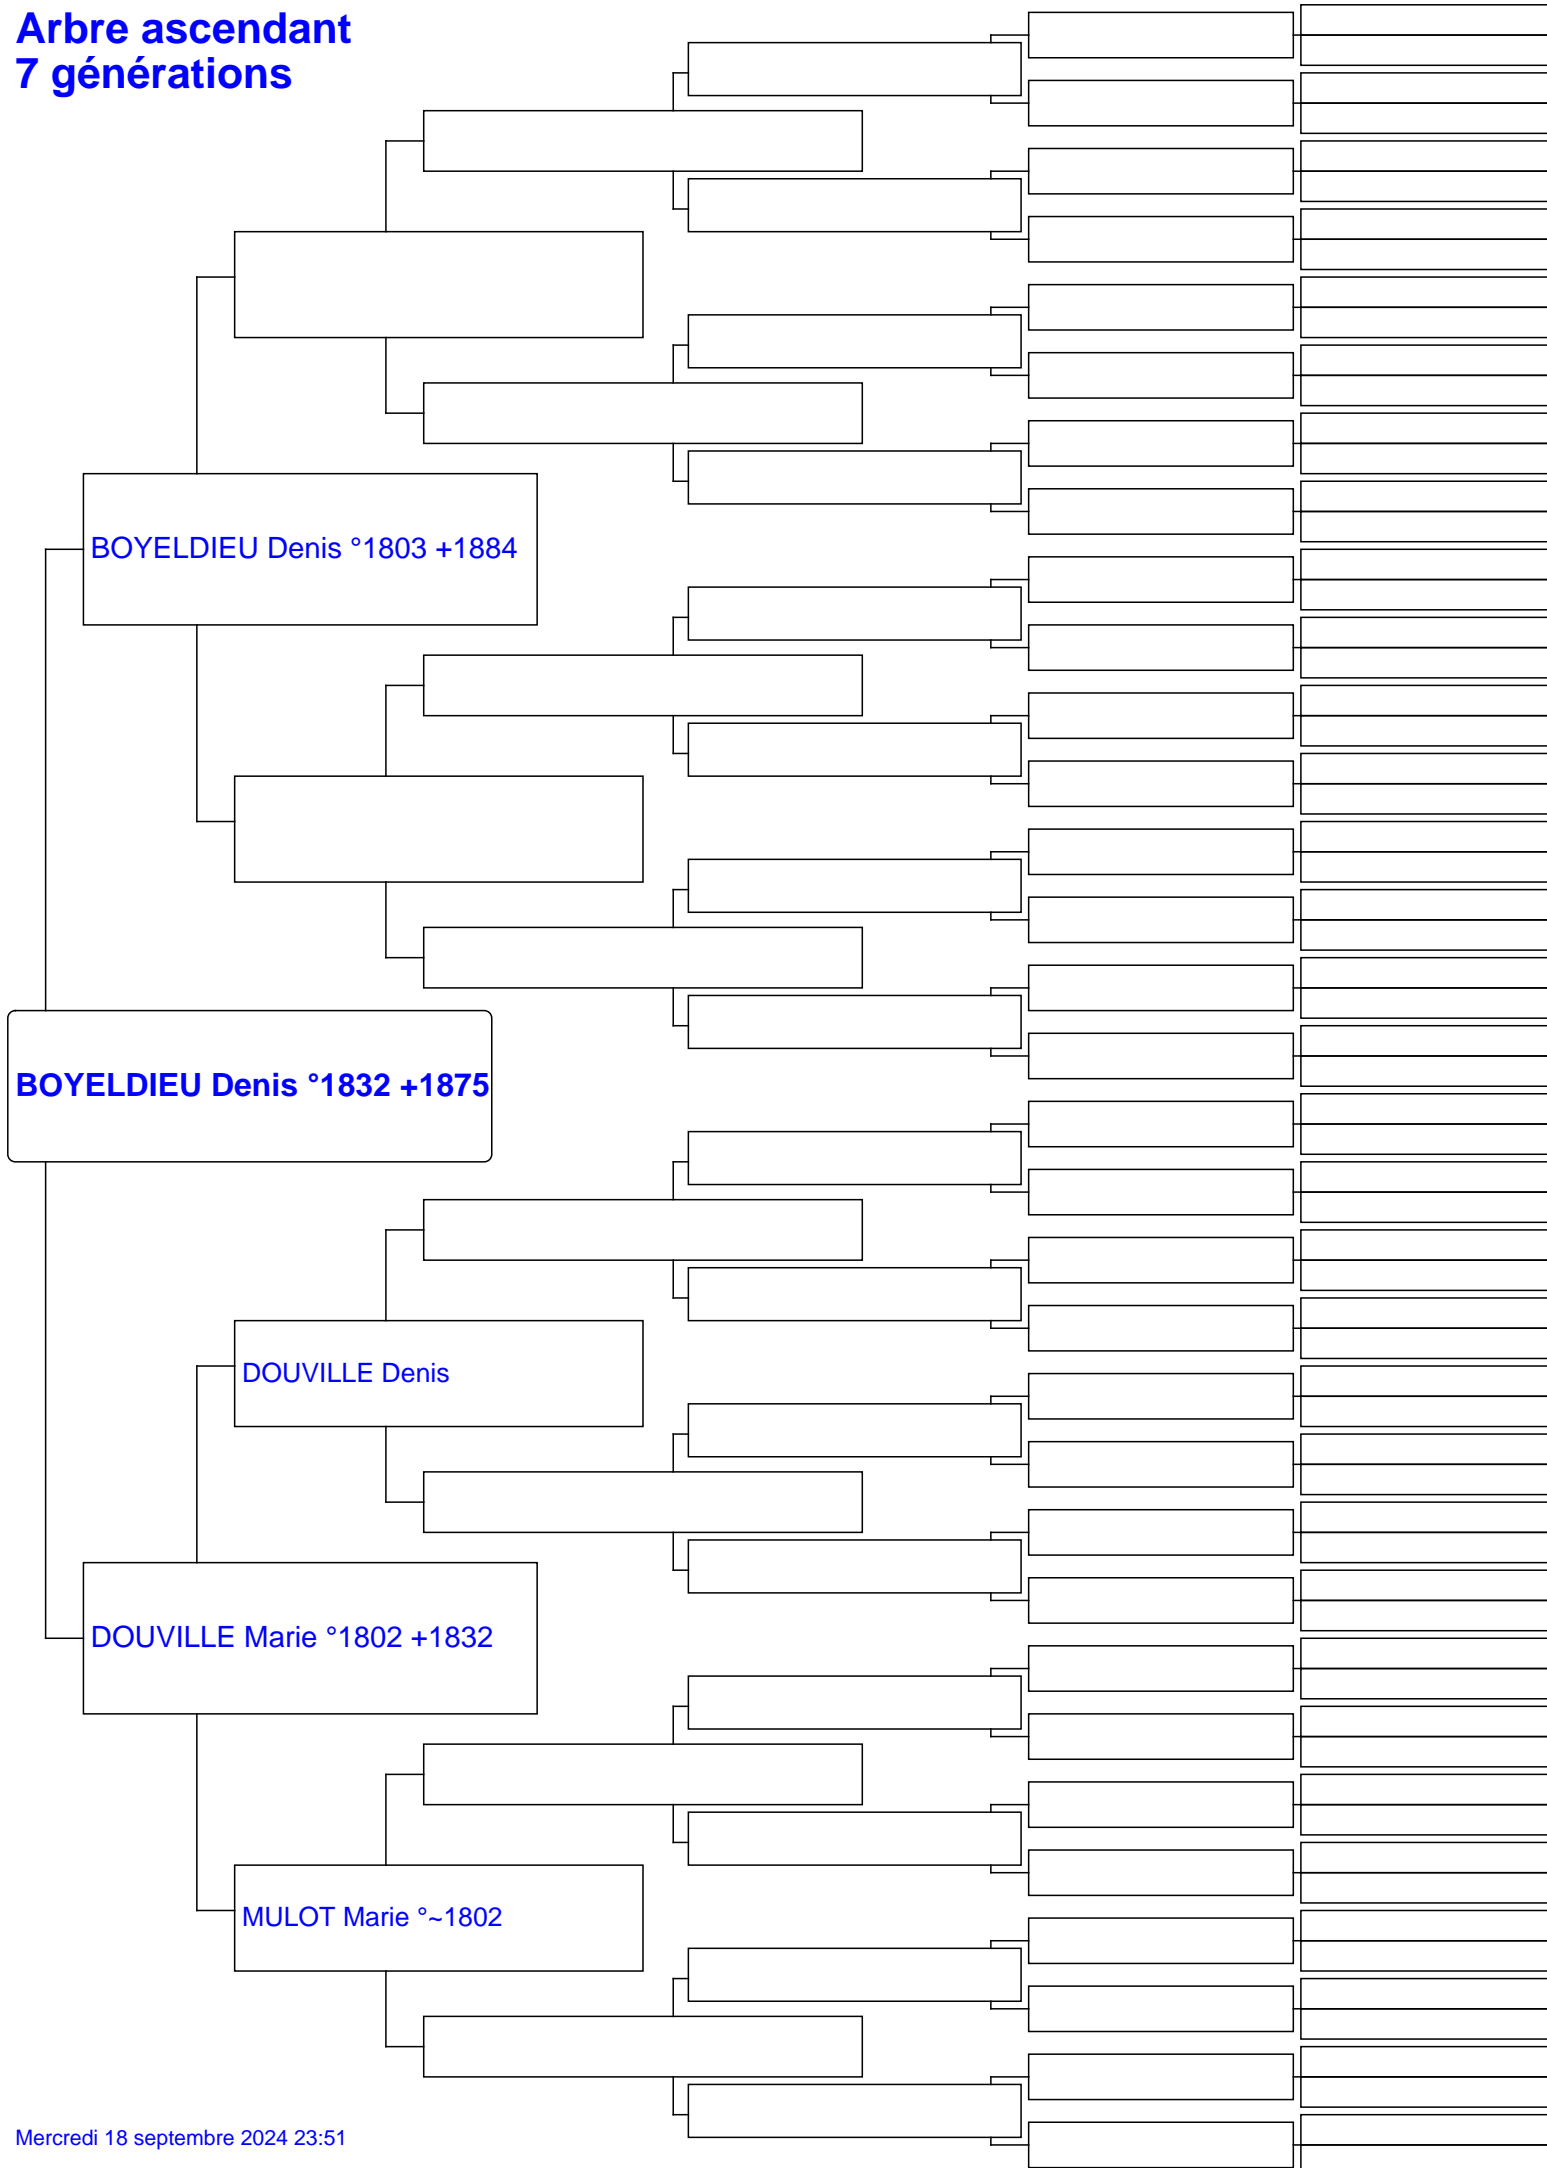 Arbre ascendant
7 générations
BOYELDIEU Denis °1803 +1884
BOYELDIEU Denis °1832 +1875
DOUVILLE Denis
DOUVILLE Marie °1802 +1832
MULOT Marie °~1802
Mercredi 18 septembre 2024 23:51